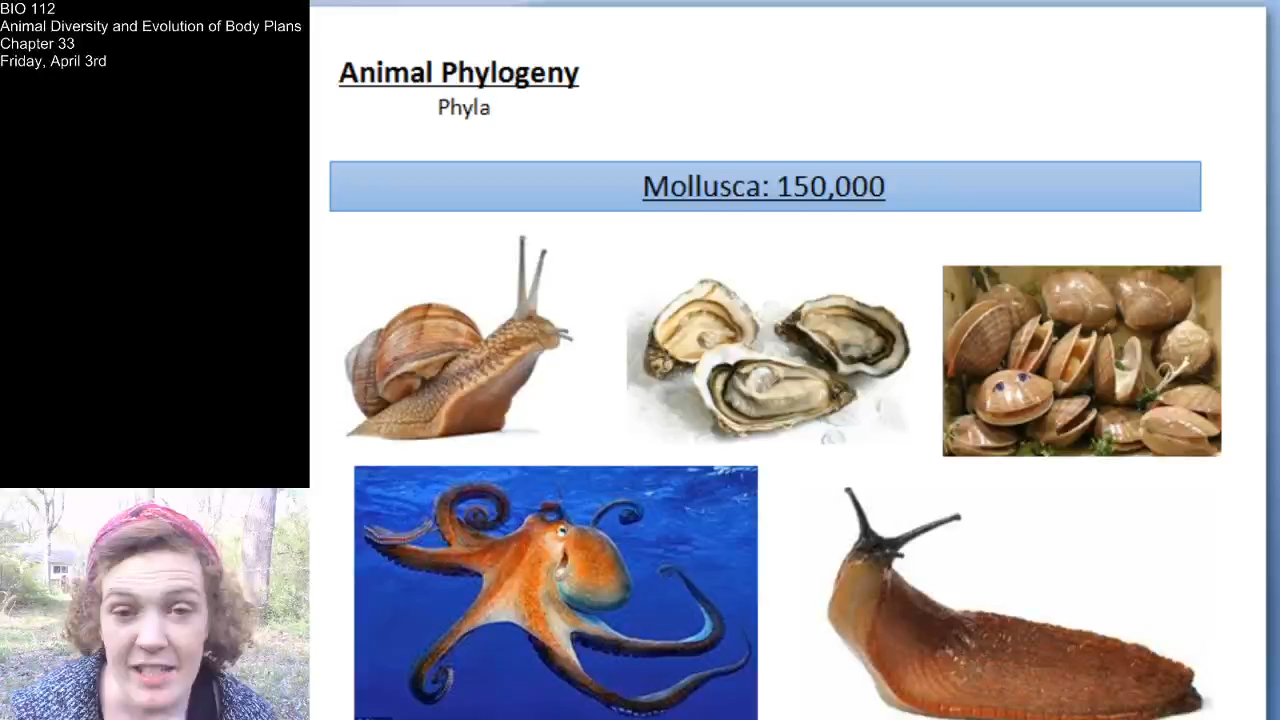 BIO 112
Animal Diversity and Evolution of Body Plans
Chapter 33
Friday, April 3rd
Animal Phylogeny
Phyla
Mollusca: 150,000